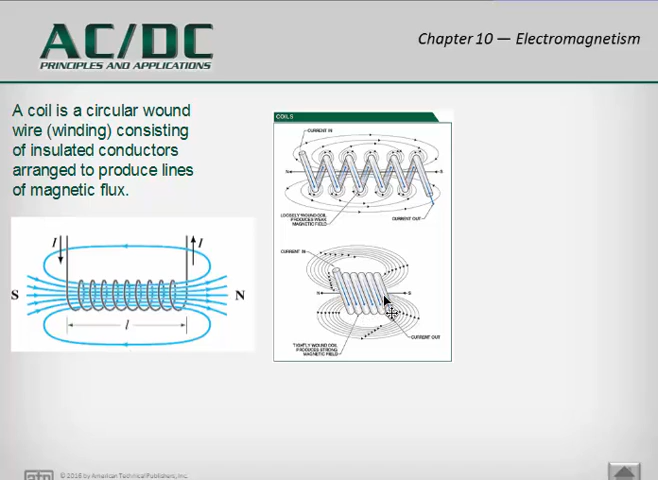 AC/DC
PRINCIPLES AND APPLICATIONS
Chapter 10 — Electromagnetism
A coil is a circular wound
wire (winding) consisting
of insulated conductors
arranged to produce lines
of magnetic flux.
I
I
S
N
l
COILS
CURRENT IN
N
S
LOOSELY WOUND COIL
PRODUCES WEAK
MAGNETIC FIELD
CURRENT OUT
CURRENT IN
N
S
CURRENT OUT
TIGHTLY WOUND COIL
PRODUCES STRONG
MAGNETIC FIELD
atp
© 2016 by American Technical Publishers, Inc.